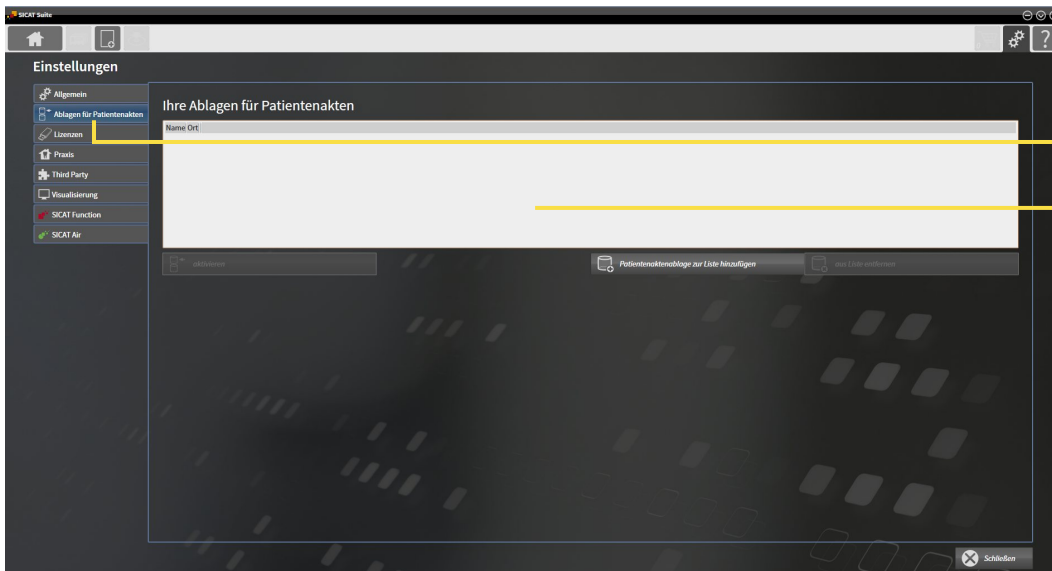 SICAT Suite
?
Einstellungen
Allgemein
Ablagen für Patientenakten
Lizenzen
Praxis
Third Party
Visualisierung
SICAT Function
SICAT Air
Ihre Ablagen für Patientenakten
Name Ort
aktivieren
Patientenaktenablage zur Liste hinzufügen
aus Liste entfernen
Schließen